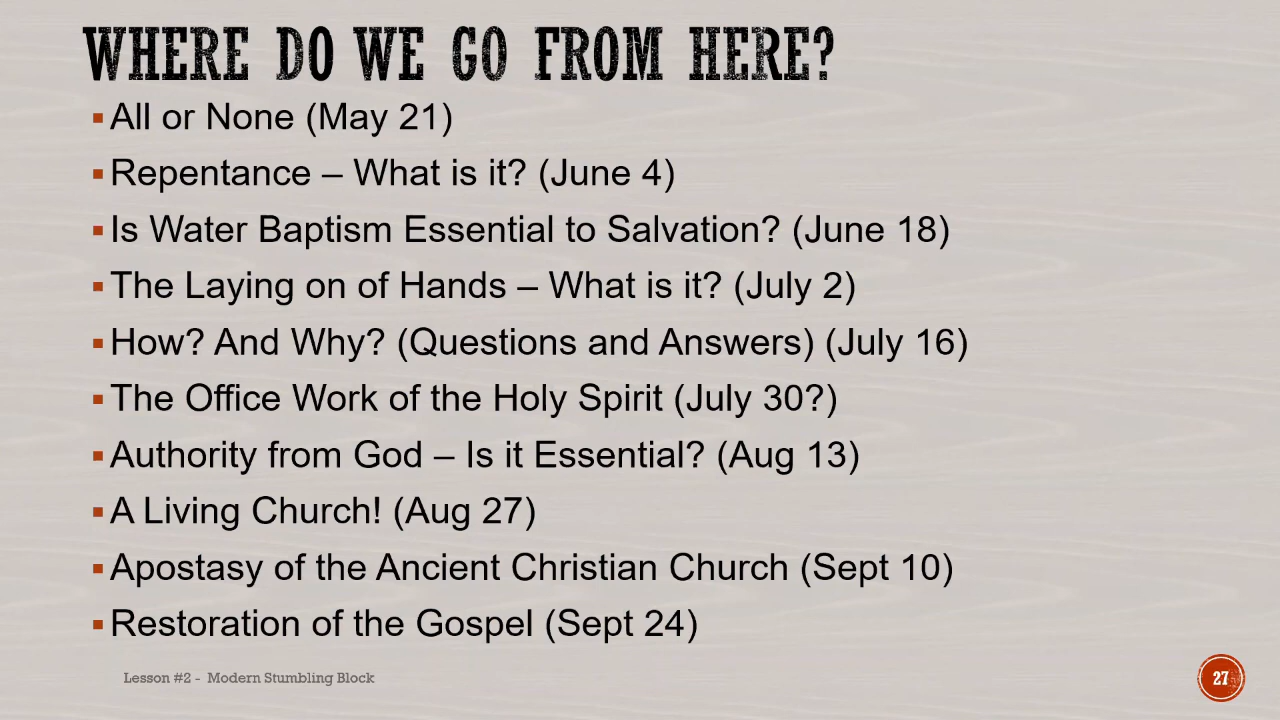 WHERE DO WE GO FROM HERE?
▪ All or None (May 21)
▪ Repentance – What is it? (June 4)
▪ Is Water Baptism Essential to Salvation? (June 18)
▪ The Laying on of Hands – What is it? (July 2)
▪ How? And Why? (Questions and Answers) (July 16)
▪ The Office Work of the Holy Spirit (July 30?)
▪ Authority from God – Is it Essential? (Aug 13)
▪ A Living Church! (Aug 27)
▪ Apostasy of the Ancient Christian Church (Sept 10)
▪ Restoration of the Gospel (Sept 24)
Lesson #2 - Modern Stumbling Block
27